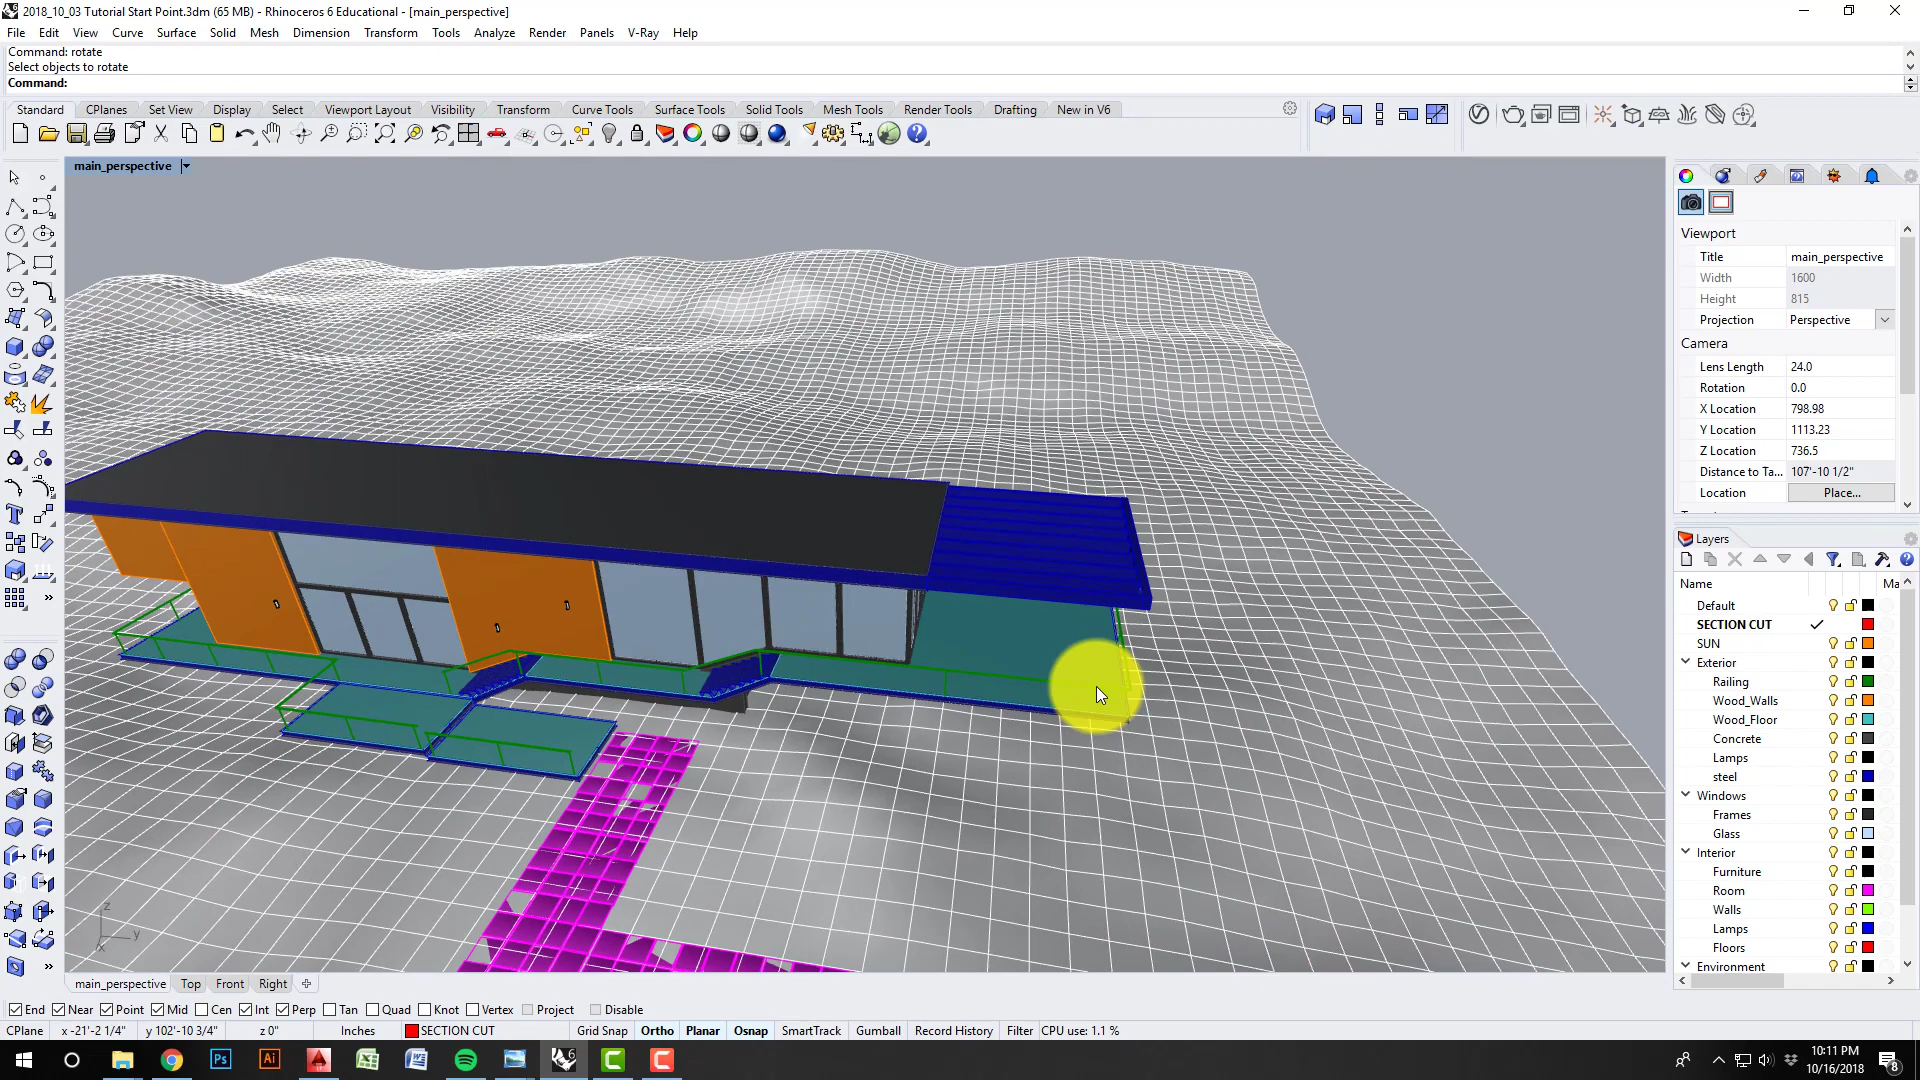 2018_10_03 Tutorial Start Point.3dm (65 MB) - Rhinoceros 6 Educational - [main_perspective]
File Edit View Curve Surface Solid Mesh Dimension Transform Tools Analyze Render Panels V-Ray Help
Command: rotate
Select objects to rotate
Command:
Standard CPlanes Set View Display Select Viewport Layout Visibility Transform Curve Tools Surface Tools Solid Tools Mesh Tools Render Tools Drafting New in V6
main_perspective
Viewport
Title main_perspective
Width 1600
Height 815
Projection Perspective
Camera
Lens Length 24.0
Rotation 0.0
X Location 798.98
Y Location 1113.23
Z Location 736.5
Distance to Ta... 107'-10 1/2"
Location Place...
Layers
Name Ma
Default
SECTION CUT
SUN
Exterior
Railing
Wood_Walls
Wood_Floor
Concrete
Lamps
steel
Windows
Frames
Glass
Interior
Furniture
Room
Walls
Lamps
Floors
Environment
z
y
x
main_perspective Top Front Right
End Near Point Mid Cen Int Perp Tan Quad Knot Vertex Project Disable
CPlane x -21'-2 1/4" y 102'-10 3/4" z 0" Inches SECTION CUT Grid Snap Ortho Planar Osnap SmartTrack Gumball Record History Filter CPU use: 1.1 %
10:11 PM
10/16/2018
8